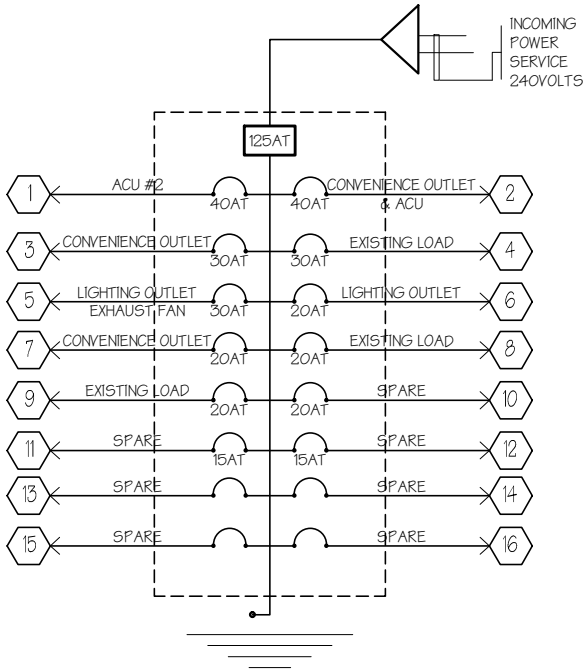 INCOMING
POWER
SERVICE
240VOLTS
125AT
1 ACU #2 40AT 40AT CONVENIENCE OUTLET & ACU 2
3 CONVENIENCE OUTLET 30AT 30AT EXISTING LOAD 4
5 LIGHTING OUTLET EXHAUST FAN 30AT 20AT LIGHTING OUTLET 6
7 CONVENIENCE OUTLET 20AT 20AT EXISTING LOAD 8
9 EXISTING LOAD 20AT 20AT SPARE 10
11 SPARE 15AT 15AT SPARE 12
13 SPARE SPARE 14
15 SPARE SPARE 16